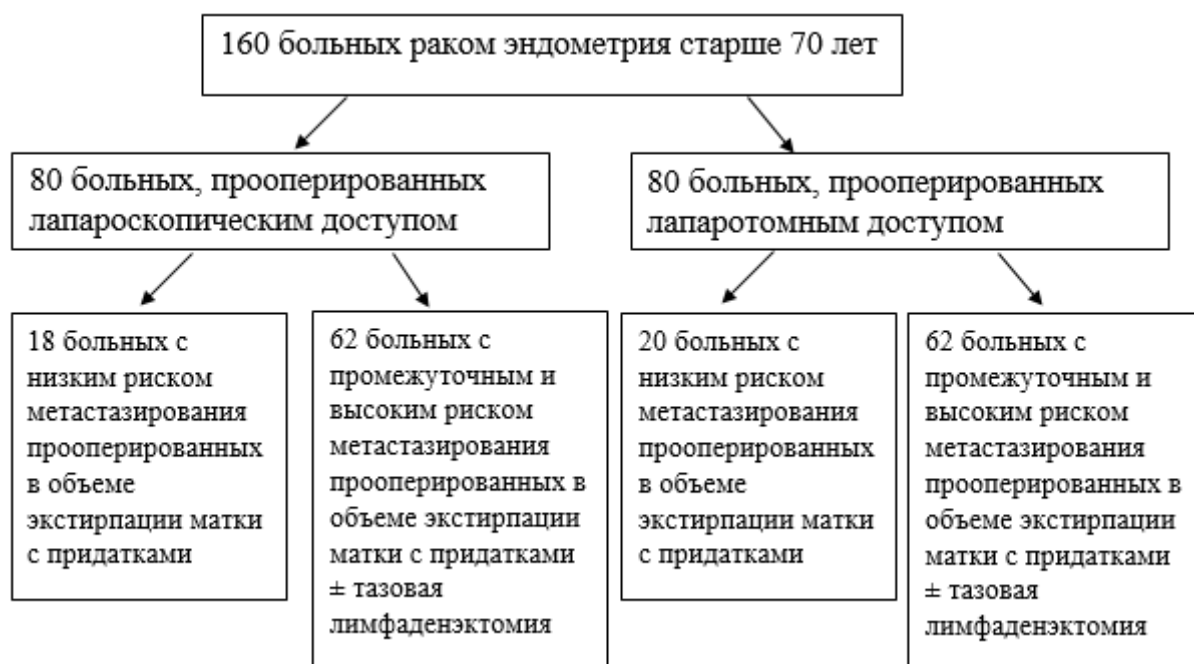 160 больных раком эндометрия старше 70 лет
80 больных, прооперированных
лапароскопическим доступом
80 больных, прооперированных
лапаротомным доступом
18 больных с
низким риском
метастазирования
прооперированных
в объеме
экстирпации матки
с придатками
62 больных с
промежуточным и
высоким риском
метастазирования
прооперированных в
объеме экстирпации
матки с придатками
± тазовая
лимфаденэктомия
20 больных с
низким риском
метастазирования
прооперированных
в объеме
экстирпации матки
с придатками
62 больных с
промежуточным и
высоким риском
метастазирования
прооперированных в
объеме экстирпации
матки с придатками
± тазовая
лимфаденэктомия